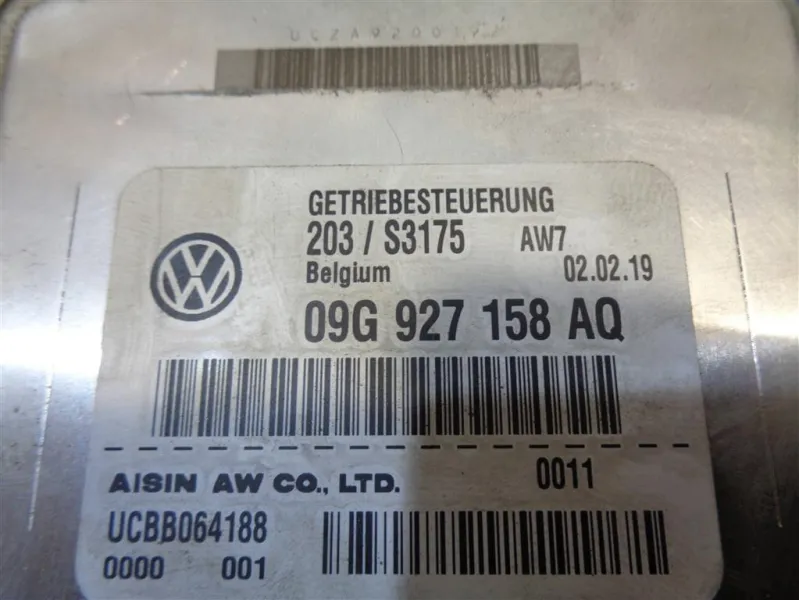 UCZA920019
GETRIEBESTEUERUNG
203 / S3175 AW7
Belgium 02.02.19
09G 927 158 AQ
AISIN AW CO., LTD. 0011
UCBB064188
0000 001